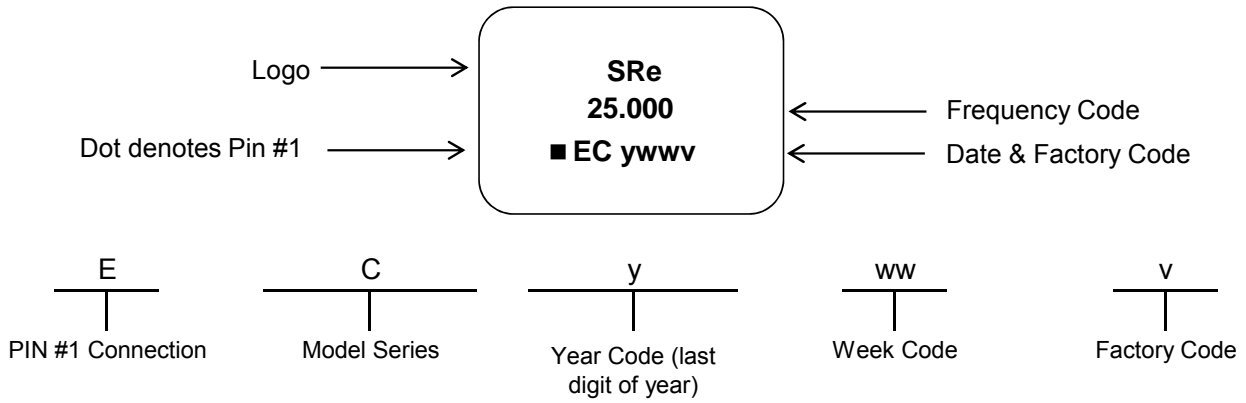 Logo
SRe
25.000
Frequency Code
Dot denotes Pin #1
■ EC ywwv
Date & Factory Code
E
C
y
ww
v
PIN #1 Connection
Model Series
Year Code (last
digit of year)
Week Code
Factory Code